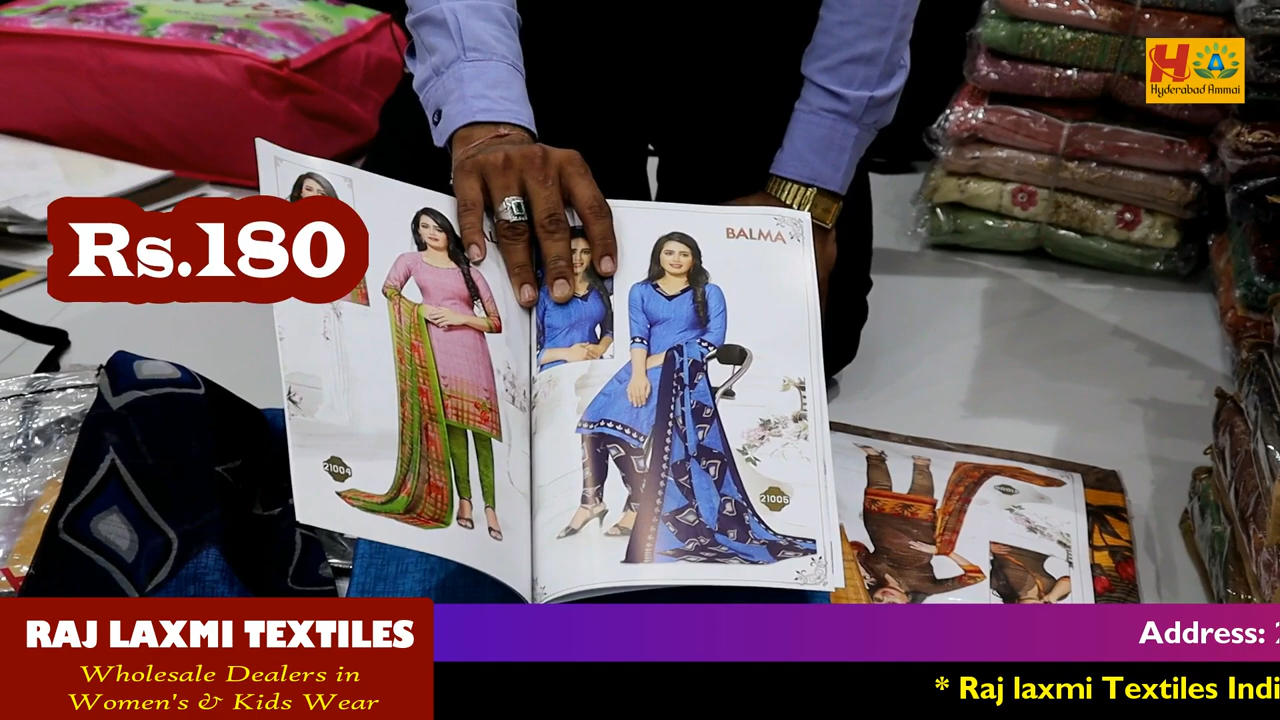 H A
Hyderabad Ammai
Rs.180
BALMA
21004
21005
RAJ LAXMI TEXTILES
Wholesale Dealers in
Women's & Kids Wear
Address:
* Raj laxmi Textiles Indi